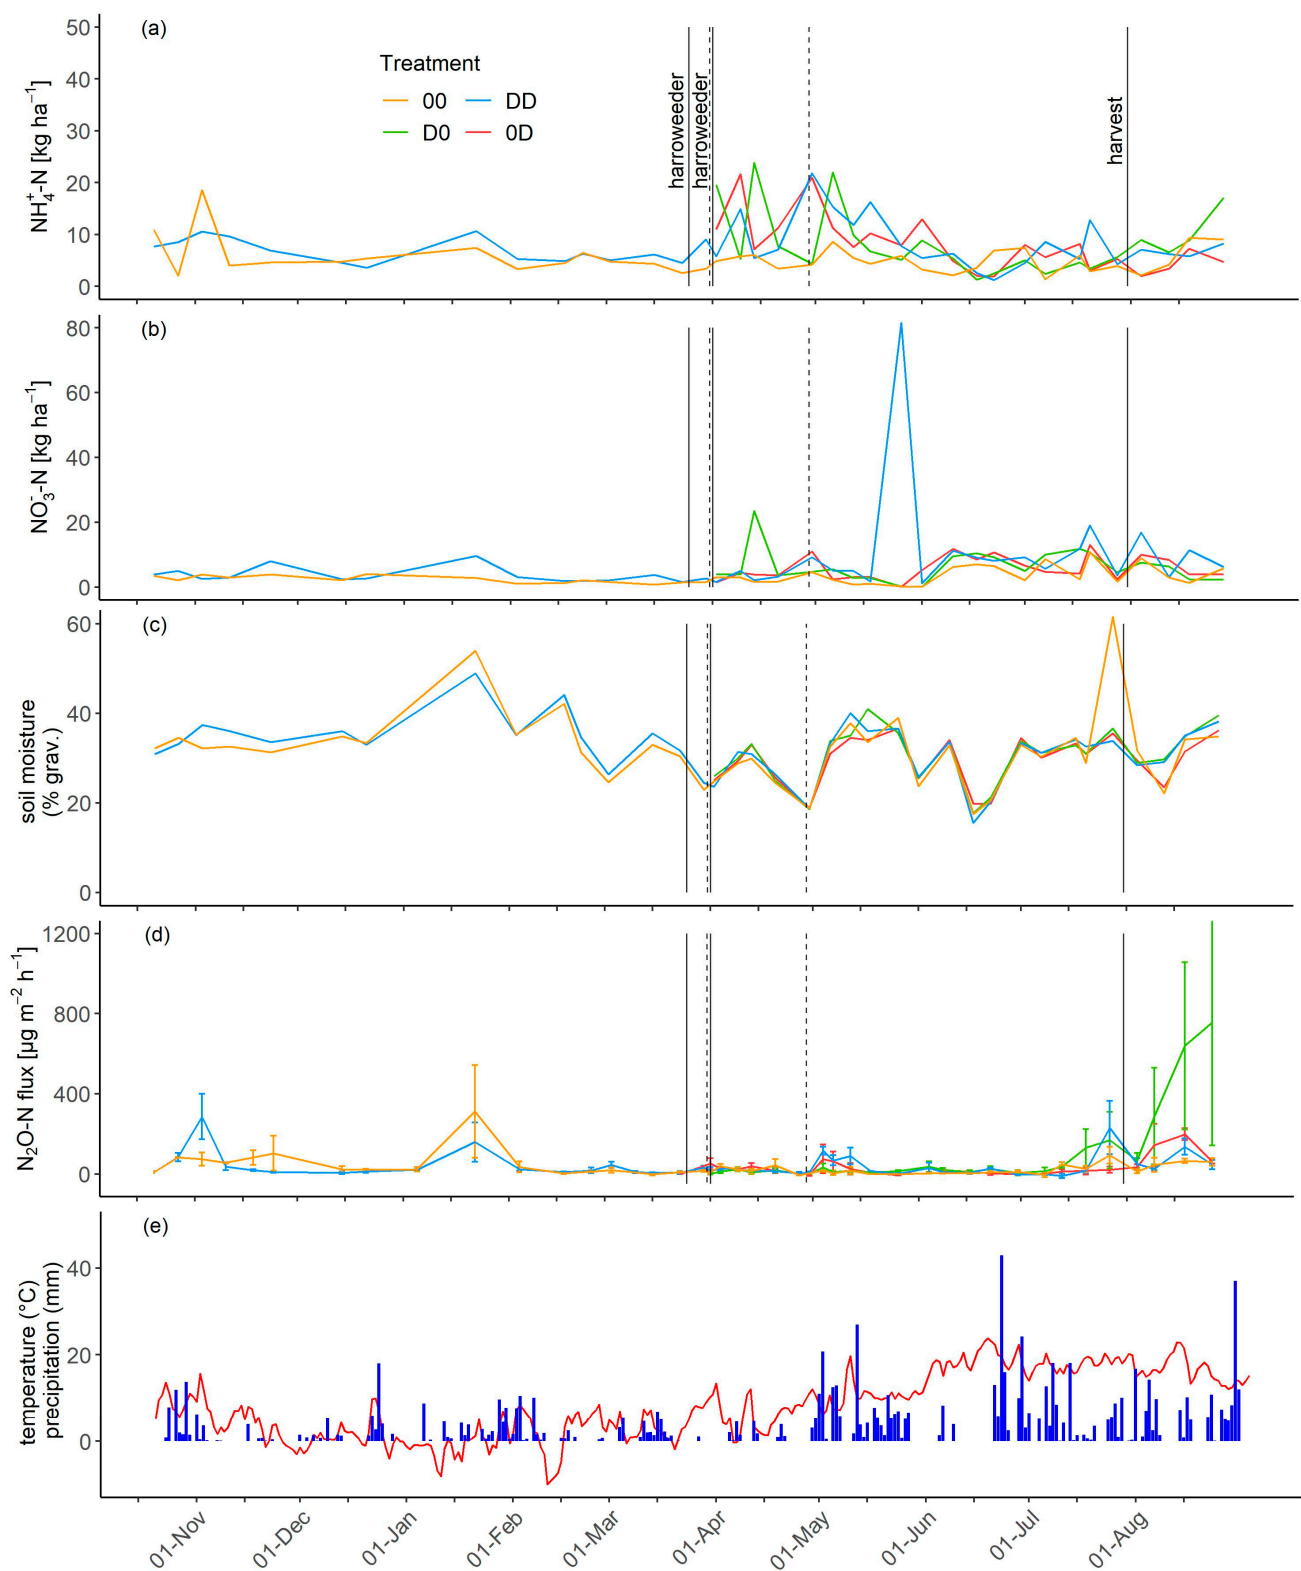 (a)
50
40
30
20
10
0
NH₄⁺-N [kg ha⁻¹]
Treatment
00 DD
D0 0D
harroweeder
harroweeder
harvest
(b)
80
60
40
20
0
NO₃⁻-N [kg ha⁻¹]
(c)
60
40
20
0
soil moisture
(% grav.)
(d)
1200
800
400
0
N₂O-N flux [µg m⁻² h⁻¹]
(e)
40
20
0
temperature (°C)
precipitation (mm)
01-Nov 01-Dec 01-Jan 01-Feb 01-Mar 01-Apr 01-May 01-Jun 01-Jul 01-Aug